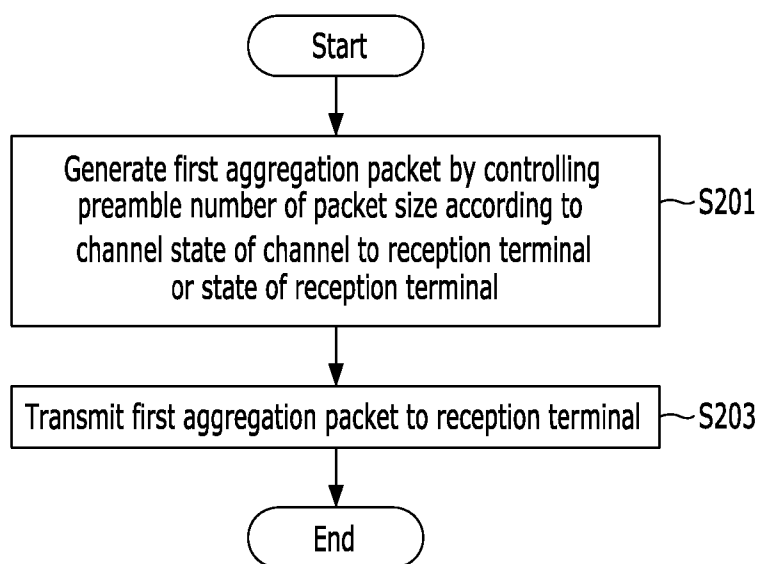 Start
Generate first aggregation packet by controlling
preamble number of packet size according to
channel state of channel to reception terminal
or state of reception terminal
S201
Transmit first aggregation packet to reception terminal
S203
End